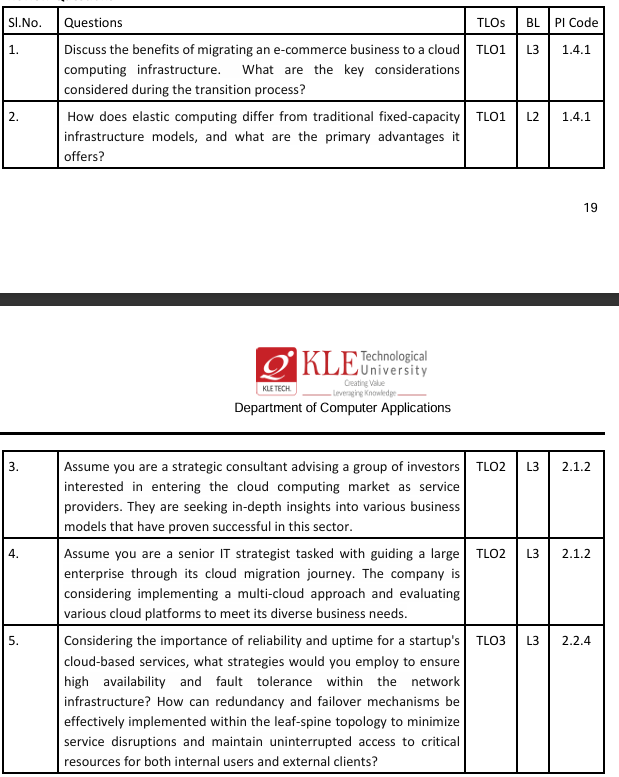 Sl.No. Questions TLOs BL PI Code
1. Discuss the benefits of migrating an e-commerce business to a cloud TLO1 L3 1.4.1
computing infrastructure. What are the key considerations
considered during the transition process?
2. How does elastic computing differ from traditional fixed-capacity TLO1 L2 1.4.1
infrastructure models, and what are the primary advantages it
offers?
19
KLE TECH.
KLE Technological
University
Creating Value
Leveraging Knowledge
Department of Computer Applications
3. Assume you are a strategic consultant advising a group of investors TLO2 L3 2.1.2
interested in entering the cloud computing market as service
providers. They are seeking in-depth insights into various business
models that have proven successful in this sector.
4. Assume you are a senior IT strategist tasked with guiding a large TLO2 L3 2.1.2
enterprise through its cloud migration journey. The company is
considering implementing a multi-cloud approach and evaluating
various cloud platforms to meet its diverse business needs.
5. Considering the importance of reliability and uptime for a startup's TLO3 L3 2.2.4
cloud-based services, what strategies would you employ to ensure
high availability and fault tolerance within the network
infrastructure? How can redundancy and failover mechanisms be
effectively implemented within the leaf-spine topology to minimize
service disruptions and maintain uninterrupted access to critical
resources for both internal users and external clients?